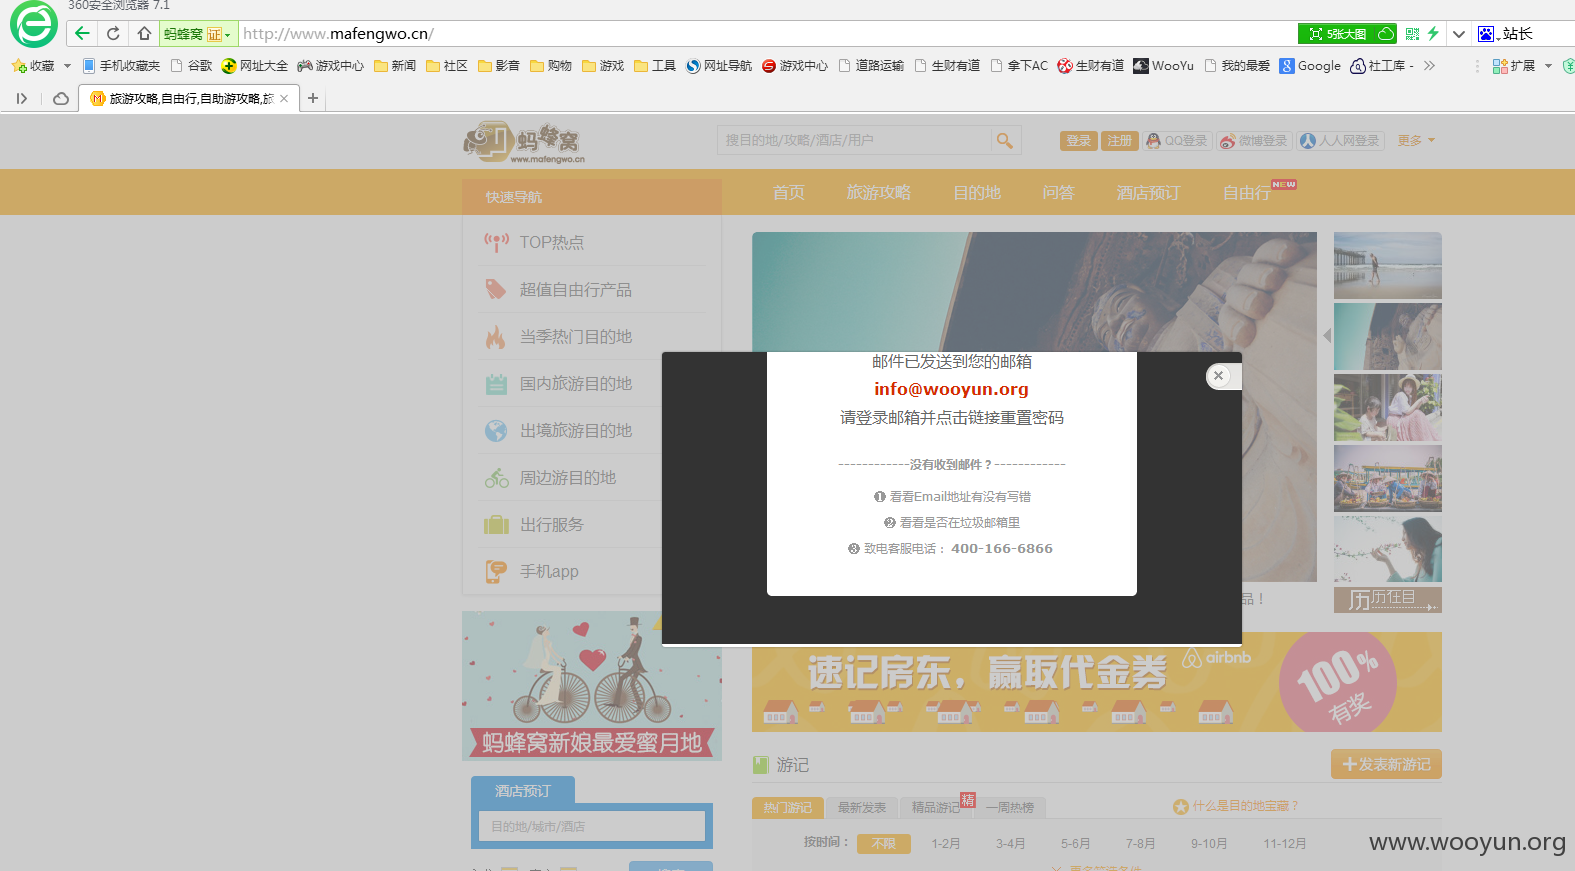 360安全浏览器 7.1
蚂蜂窝 证 http://www.mafengwo.cn/ 5张大图 站长
收藏 手机收藏夹 谷歌 网址大全 游戏中心 新闻 社区 影音 购物 游戏 工具 网址导航 游戏中心 道路运输 生财有道 拿下AC 生财有道 WooYu 我的最爱 Google 社工库 - 扩展
旅游攻略,自由行,自助游攻略,旅
蚂蜂窝
www.mafengwo.cn
搜目的地/攻略/酒店/用户
登录 注册 QQ登录 微博登录 人人网登录 更多
快速导航
首页 旅游攻略 目的地 问答 酒店预订 自由行 NEW
TOP热点
超值自由行产品
当季热门目的地
国内旅游目的地
出境旅游目的地
周边游目的地
出行服务
手机app
邮件已发送到您的邮箱
info@wooyun.org
请登录邮箱并点击链接重置密码
------------没有收到邮件？------------
❶ 看看Email地址有没有写错
❷ 看看是否在垃圾邮箱里
❸ 致电客服电话： 400-166-6866
品！
历历在目
速记房东，赢取代金券
airbnb
100%
有奖
蚂蜂窝新娘最爱蜜月地
游记
发表新游记
酒店预订
目的地/城市/酒店
热门游记 最新发表 精品游记 精 一周热榜
什么是目的地宝藏？
按时间： 不限 1-2月 3-4月 5-6月 7-8月 9-10月 11-12月
www.wooyun.org